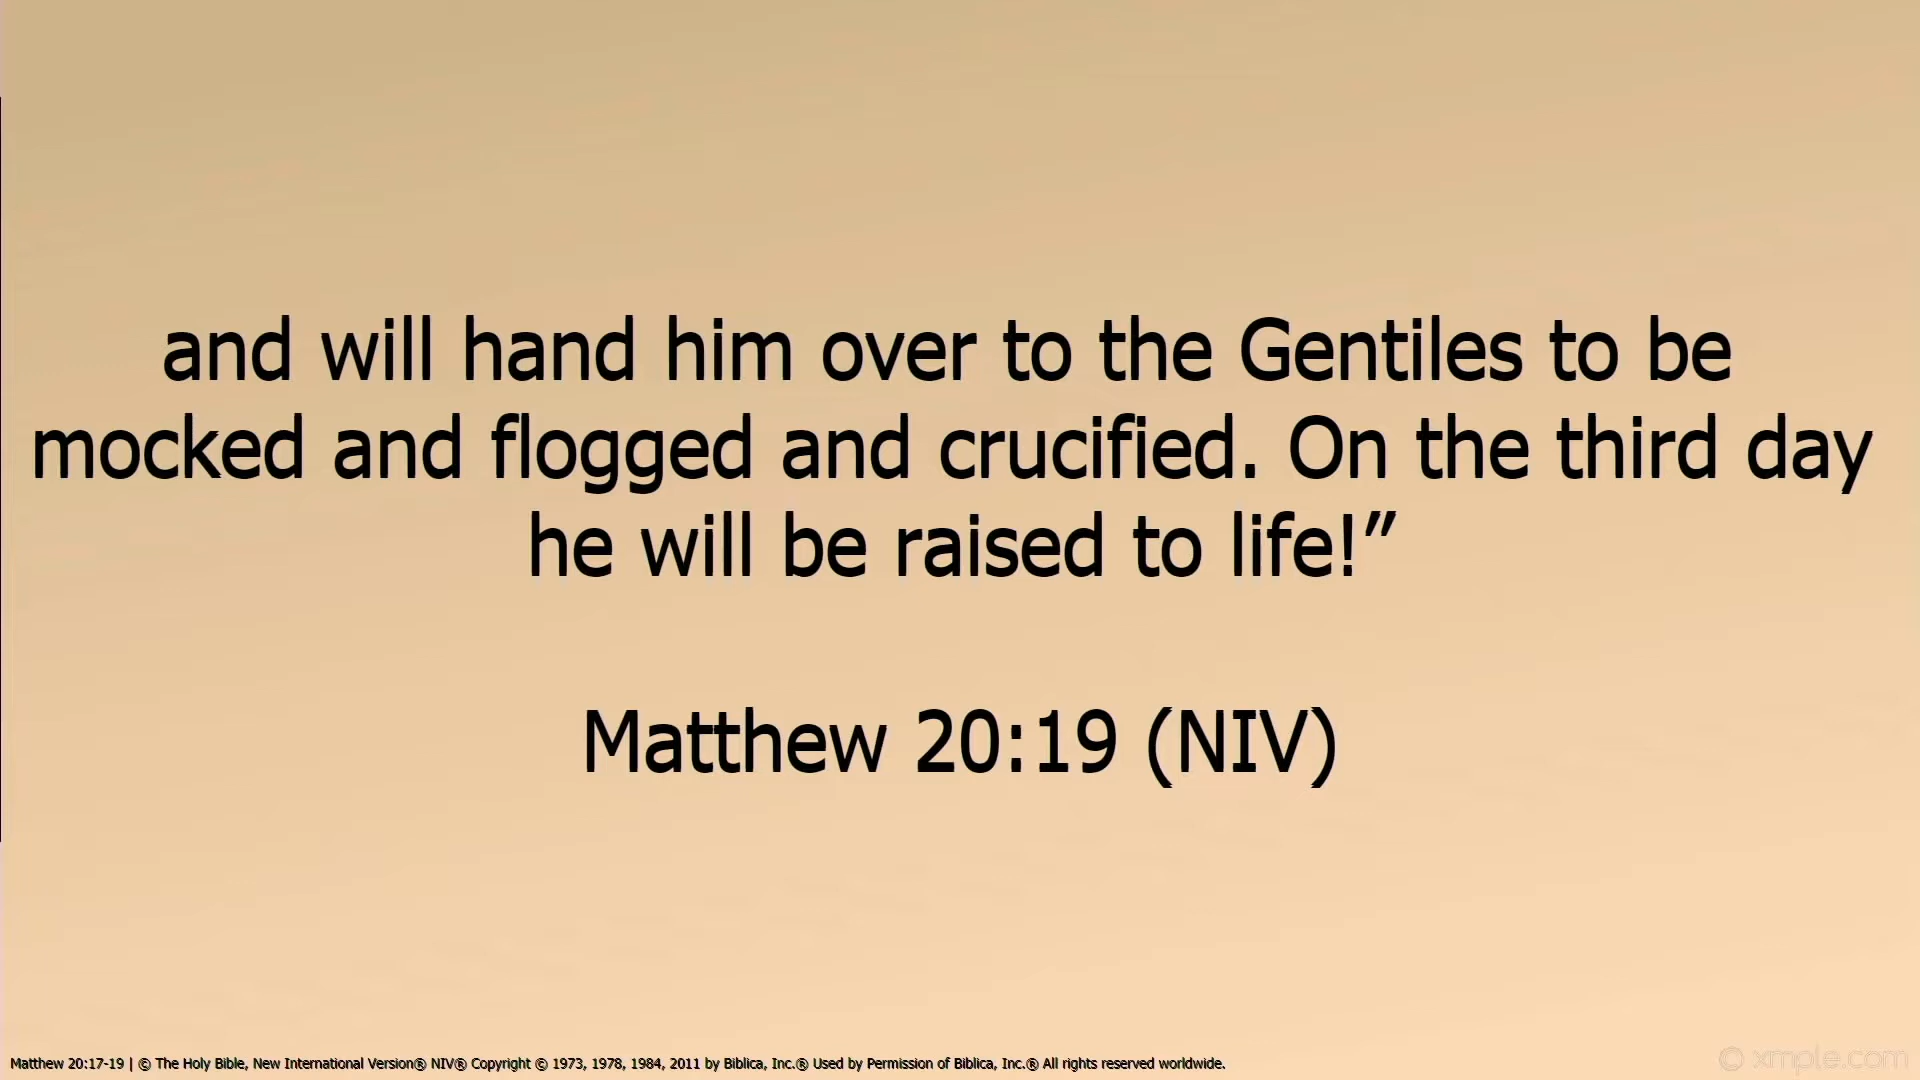 and will hand him over to the Gentiles to be
mocked and flogged and crucified. On the third day
he will be raised to life!”
Matthew 20:19 (NIV)
Matthew 20:17-19 | © The Holy Bible, New International Version® NIV® Copyright © 1973, 1978, 1984, 2011 by Biblica, Inc.® Used by Permission of Biblica, Inc.® All rights reserved worldwide.
© xmple.com